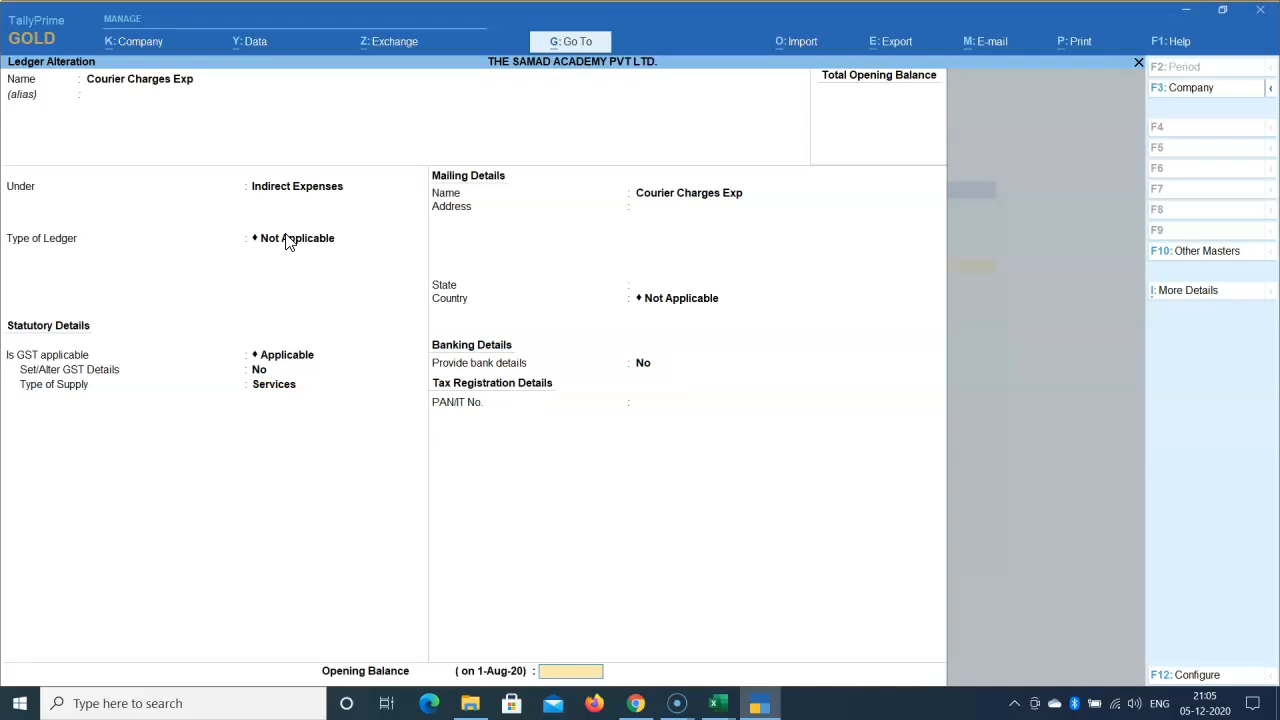 TallyPrime
MANAGE
GOLD
K: Company
Y: Data
Z: Exchange
G: Go To
O: Import
E: Export
M: E-mail
P: Print
F1: Help
Ledger Alteration
THE SAMAD ACADEMY PVT LTD.
Name : Courier Charges Exp
(alias) :
Total Opening Balance
Under : Indirect Expenses
Type of Ledger : ♦ Not Applicable
Statutory Details
Is GST applicable : ♦ Applicable
Set/Alter GST Details : No
Type of Supply : Services
Mailing Details
Name : Courier Charges Exp
Address :
State :
Country : ♦ Not Applicable
Banking Details
Provide bank details : No
Tax Registration Details
PAN/IT No. :
Opening Balance ( on 1-Aug-20) :
F2: Period
F3: Company
F4
F5
F6
F7
F8
F9
F10: Other Masters
I: More Details
F12: Configure
Type here to search
ENG
21:05
05-12-2020